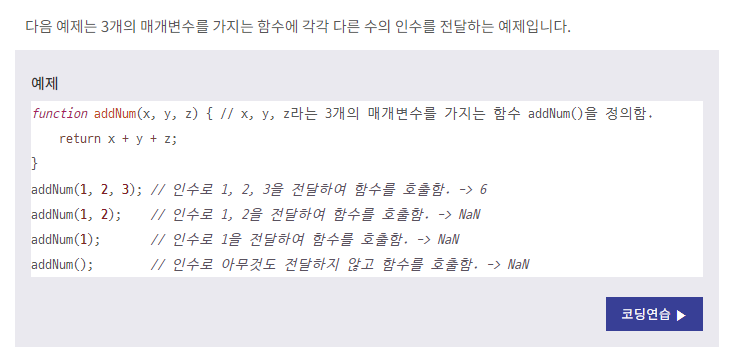 다음 예제는 3개의 매개변수를 가지는 함수에 각각 다른 수의 인수를 전달하는 예제입니다.
예제
function addNum(x, y, z) { // x, y, z라는 3개의 매개변수를 가지는 함수 addNum()을 정의함.
    return x + y + z;
}
addNum(1, 2, 3); // 인수로 1, 2, 3을 전달하여 함수를 호출함. -> 6
addNum(1, 2);    // 인수로 1, 2을 전달하여 함수를 호출함. -> NaN
addNum(1);       // 인수로 1을 전달하여 함수를 호출함. -> NaN
addNum();        // 인수로 아무것도 전달하지 않고 함수를 호출함. -> NaN
코딩연습 ▶